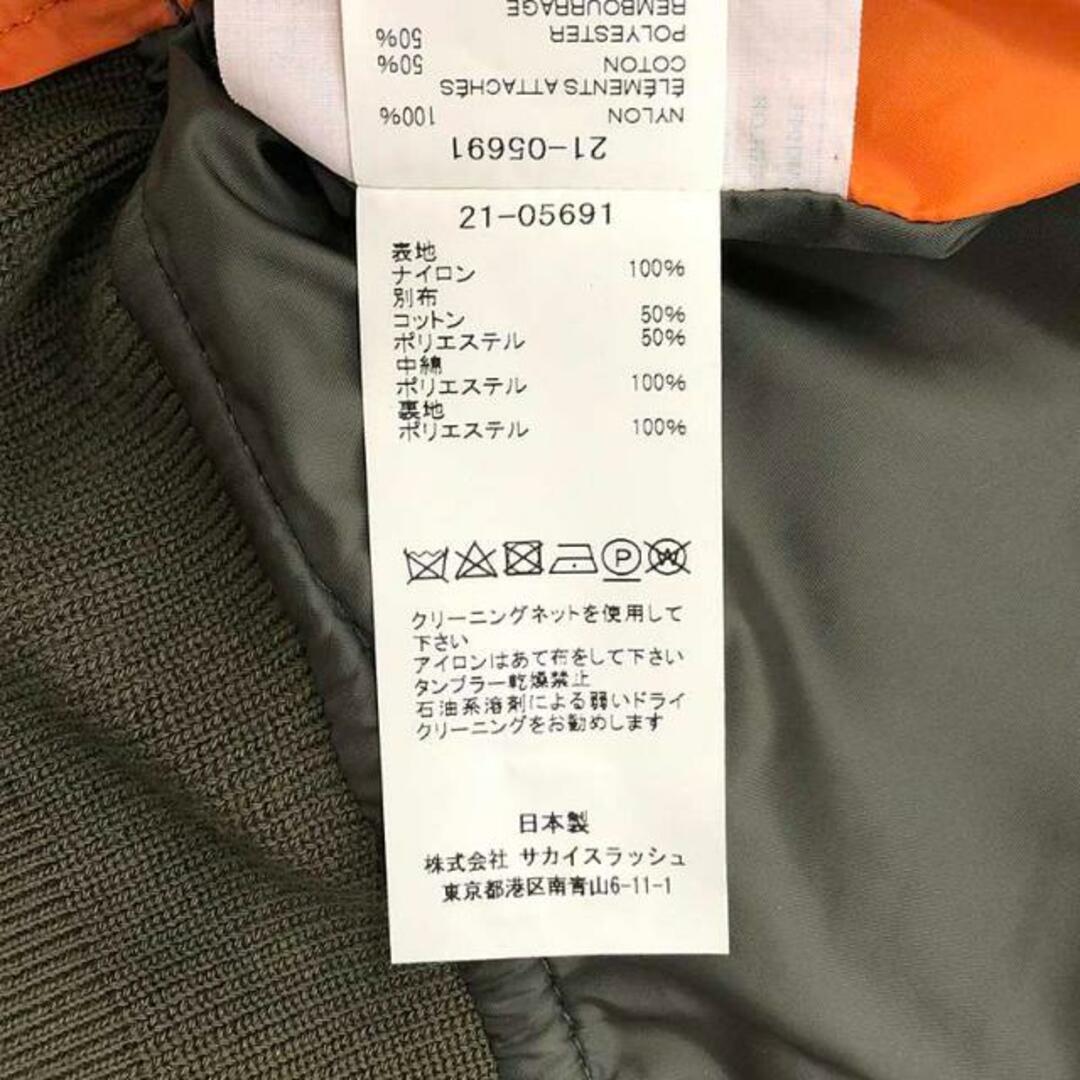 REMBOURRAGE
POLYESTER 50%
COTON 50%
ÉLÉMENTS ATTACHÉS
NYLON 100%
21-05691
21-05691
表地
ナイロン 100%
別布
コットン 50%
ポリエステル 50%
中綿
ポリエステル 100%
裏地
ポリエステル 100%
P W
クリーニングネットを使用して
下さい
アイロンはあて布をして下さい
タンブラー乾燥禁止
石油系溶剤による弱いドライ
クリーニングをお勧めします
日本製
株式会社 サカイスラッシュ
東京都港区南青山6-11-1